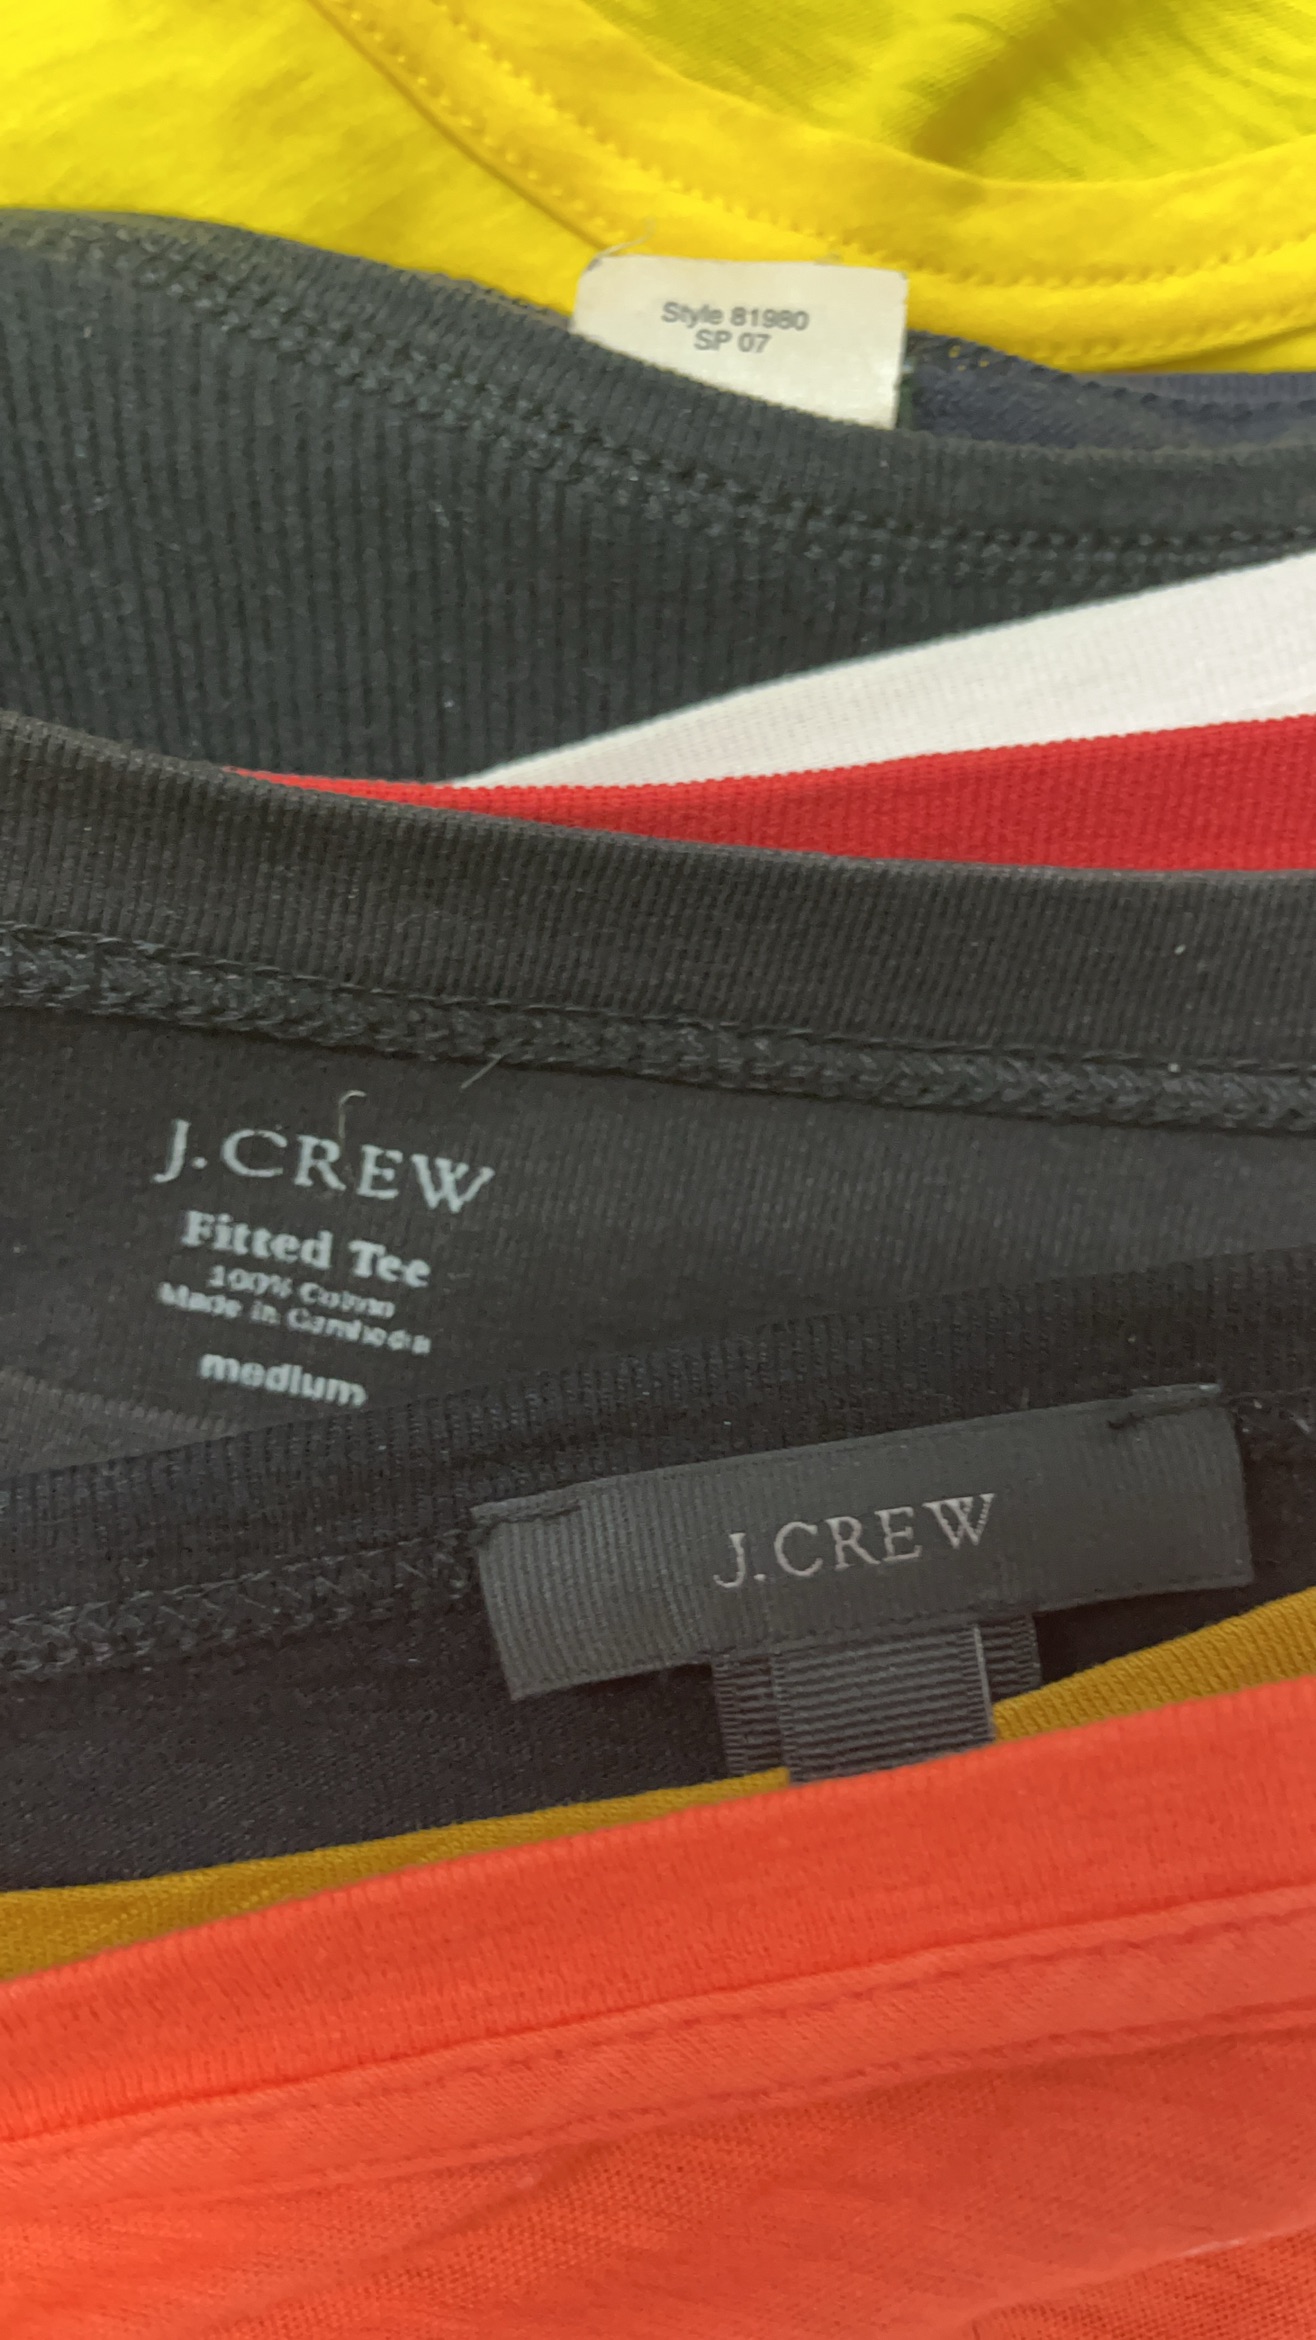 Style 81980
SP 07
J.CREW
Fitted Tee
100% Cotton
Made in Cambodia
medium
J.CREW